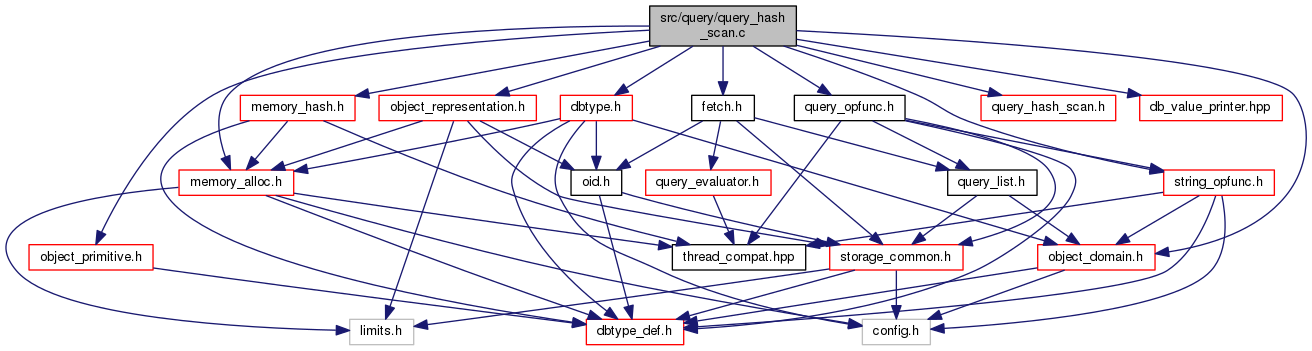 src/query/query_hash
_scan.c
memory_hash.h
object_representation.h
dbtype.h
fetch.h
query_opfunc.h
query_hash_scan.h
db_value_printer.hpp
memory_alloc.h
oid.h
query_evaluator.h
query_list.h
string_opfunc.h
object_primitive.h
thread_compat.hpp
storage_common.h
object_domain.h
limits.h
dbtype_def.h
config.h